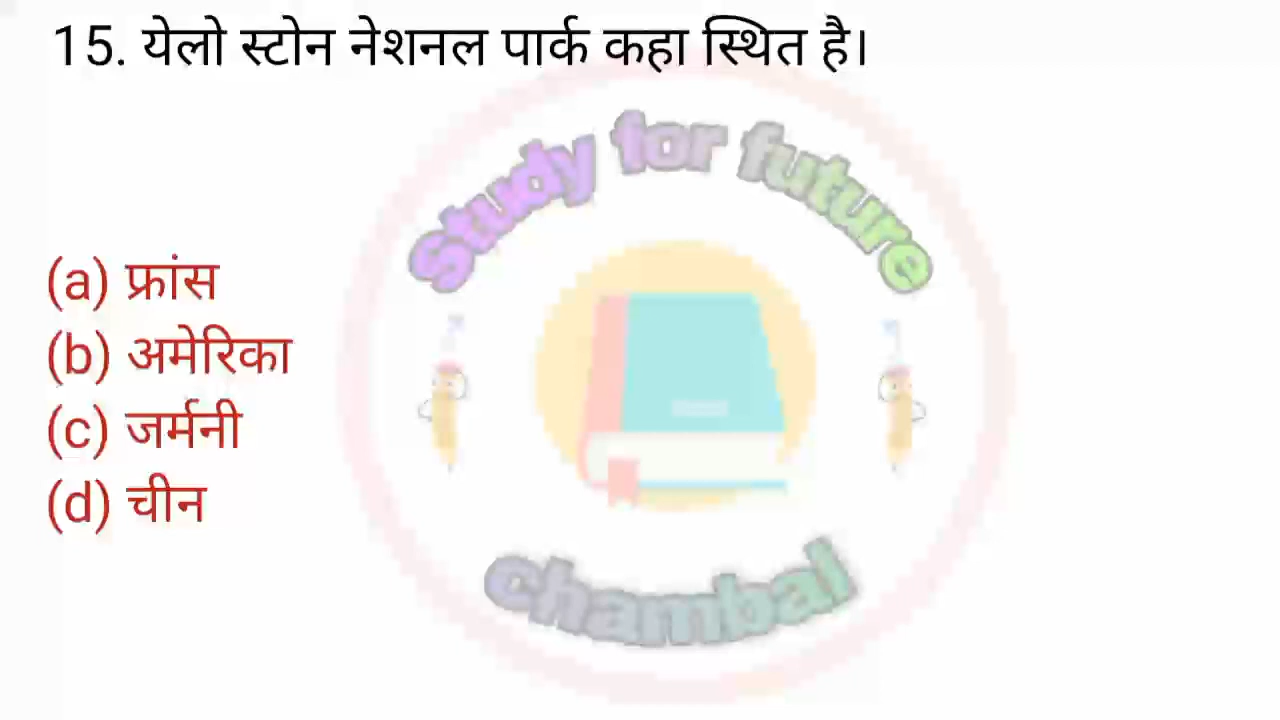 15. येलो स्टोन नेशनल पार्क कहा स्थित है।
Study for future
(a) फ्रांस
(b) अमेरिका
(c) जर्मनी
(d) चीन
chambal